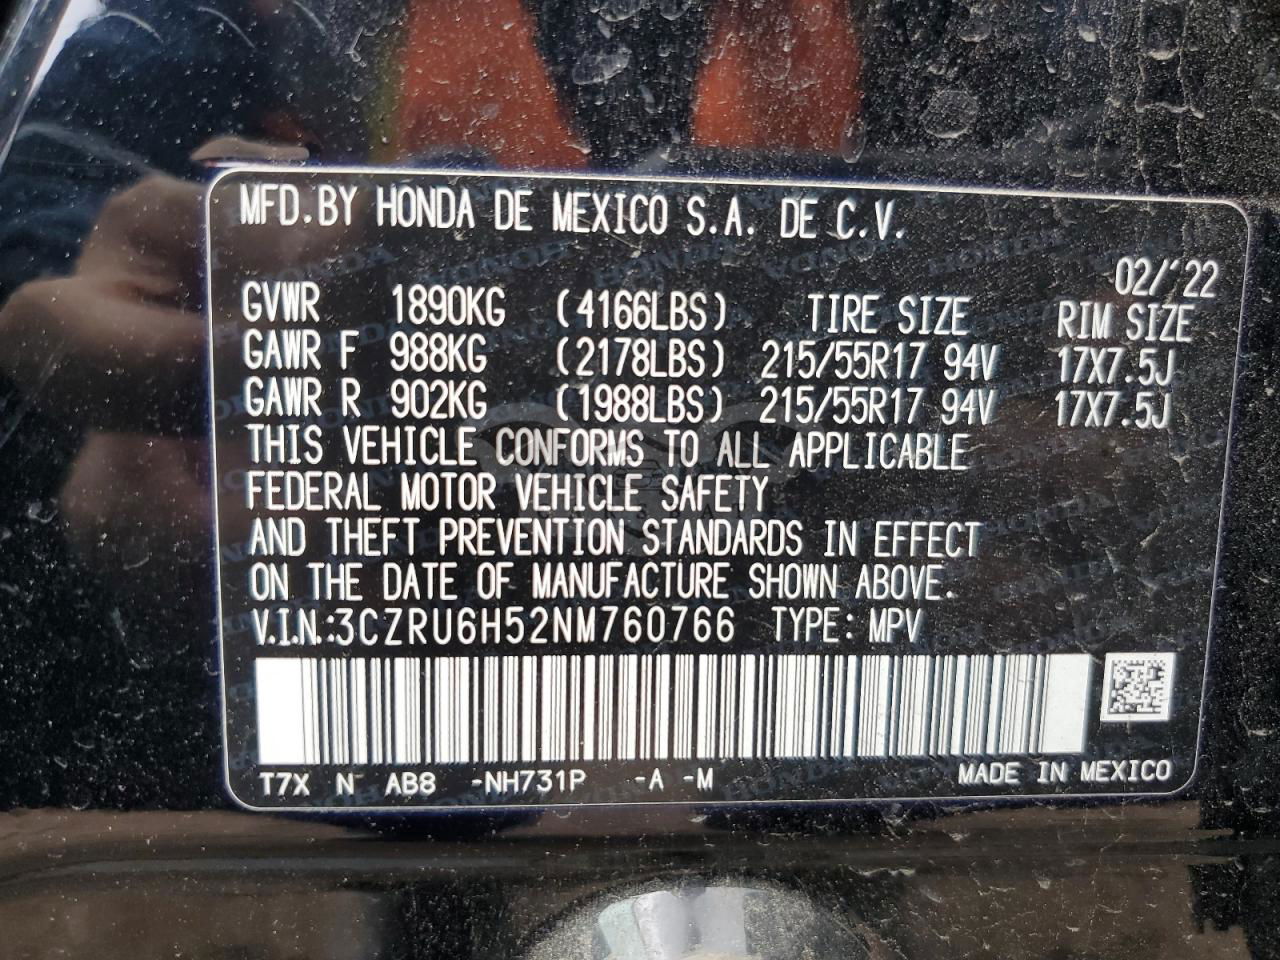 MFD.BY HONDA DE MEXICO S.A. DE C.V.
02/'22
GVWR 1890KG (4166LBS) TIRE SIZE RIM SIZE
GAWR F 988KG (2178LBS) 215/55R17 94V 17X7.5J
GAWR R 902KG (1988LBS) 215/55R17 94V 17X7.5J
THIS VEHICLE CONFORMS TO ALL APPLICABLE
FEDERAL MOTOR VEHICLE SAFETY
AND THEFT PREVENTION STANDARDS IN EFFECT
ON THE DATE OF MANUFACTURE SHOWN ABOVE.
V.I.N.:3CZRU6H52NM760766 TYPE: MPV
T7X N AB8 -NH731P -A -M MADE IN MEXICO